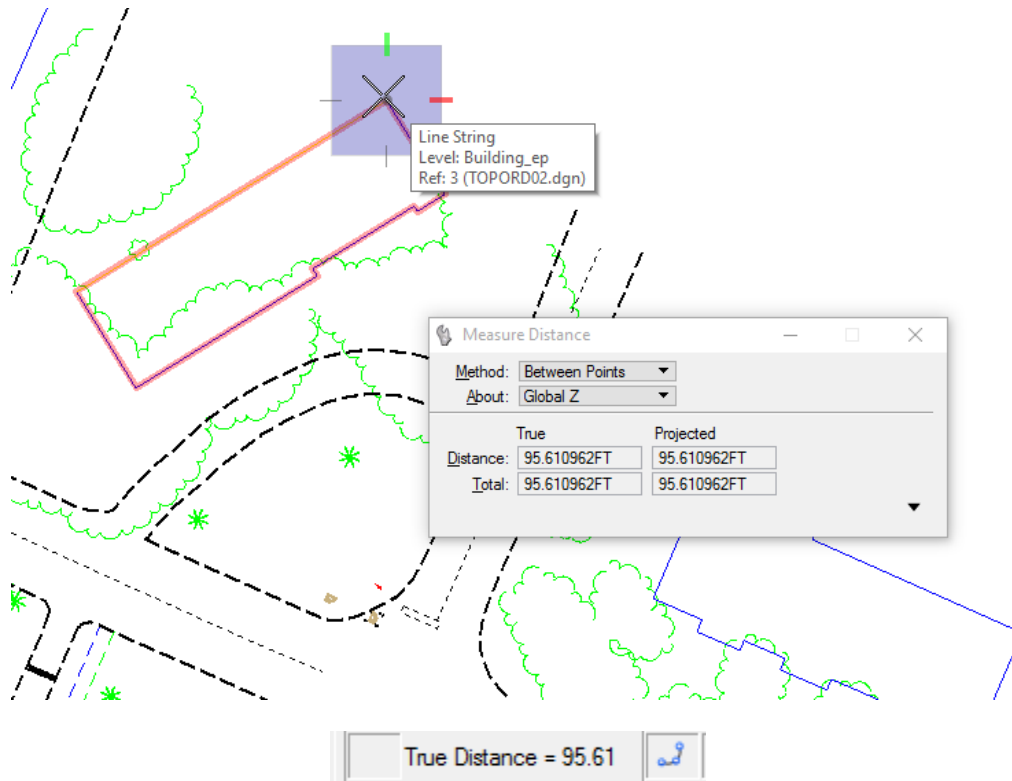 Line String
Level: Building_ep
Ref: 3 (TOPORD02.dgn)
Measure Distance
Method: Between Points
About: Global Z
True Projected
Distance: 95.610962FT 95.610962FT
Total: 95.610962FT 95.610962FT
True Distance = 95.61